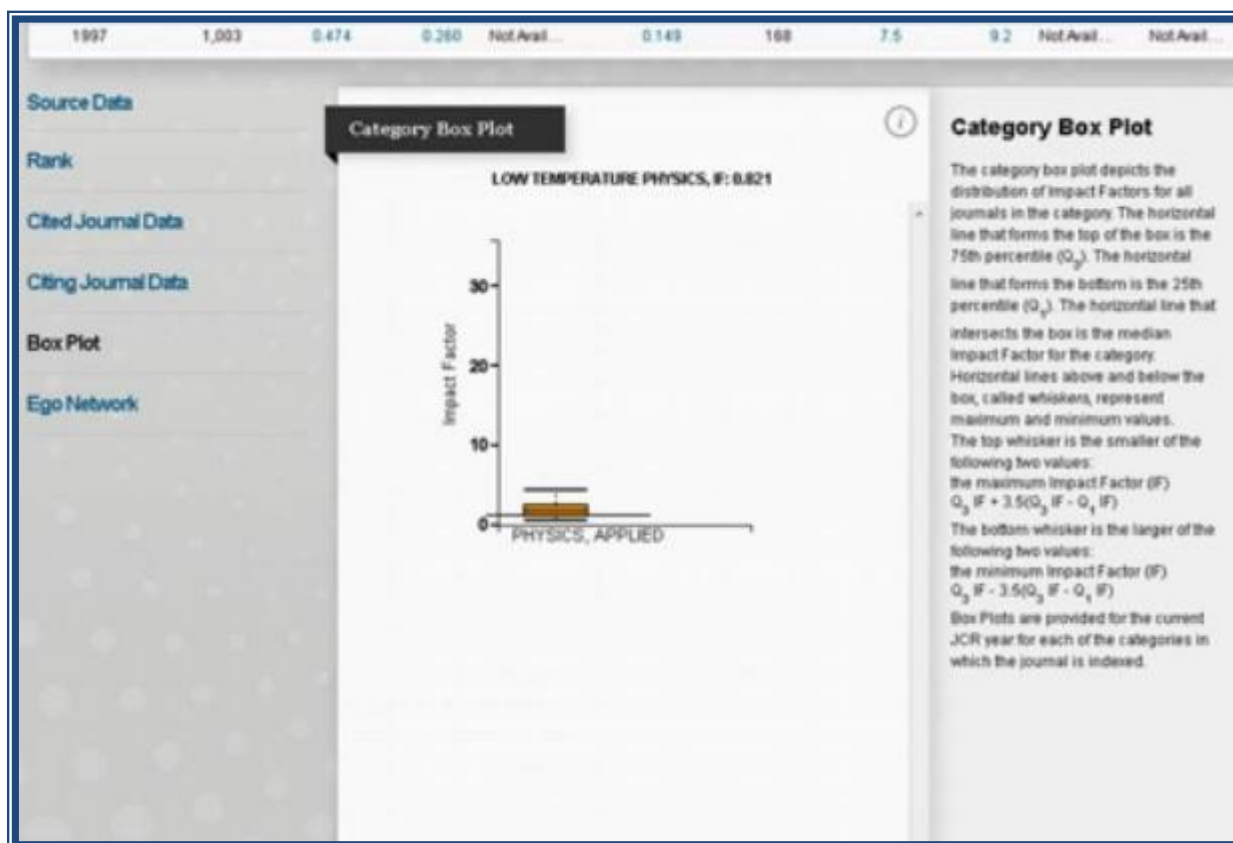 1997 1,003 0.474 0.260 Not Avail... 0.149 168 7.5 9.2 Not Avail... Not Avail...
Source Data
Rank
Cited Journal Data
Citing Journal Data
Box Plot
Ego Network
Category Box Plot
i
LOW TEMPERATURE PHYSICS, IF: 0.821
Impact Factor
30
20
10
0
PHYSICS, APPLIED
Category Box Plot
The category box plot depicts the
distribution of Impact Factors for all
journals in the category. The horizontal
line that forms the top of the box is the
75th percentile (Q3). The horizontal
line that forms the bottom is the 25th
percentile (Q1). The horizontal line that
intersects the box is the median
Impact Factor for the category.
Horizontal lines above and below the
box, called whiskers, represent
maximum and minimum values.
The top whisker is the smaller of the
following two values:
the maximum Impact Factor (IF)
Q3 IF + 3.5(Q3 IF - Q1 IF)
The bottom whisker is the larger of the
following two values:
the minimum Impact Factor (IF)
Q3 IF - 3.5(Q3 IF - Q1 IF)
Box Plots are provided for the current
JCR year for each of the categories in
which the journal is indexed.